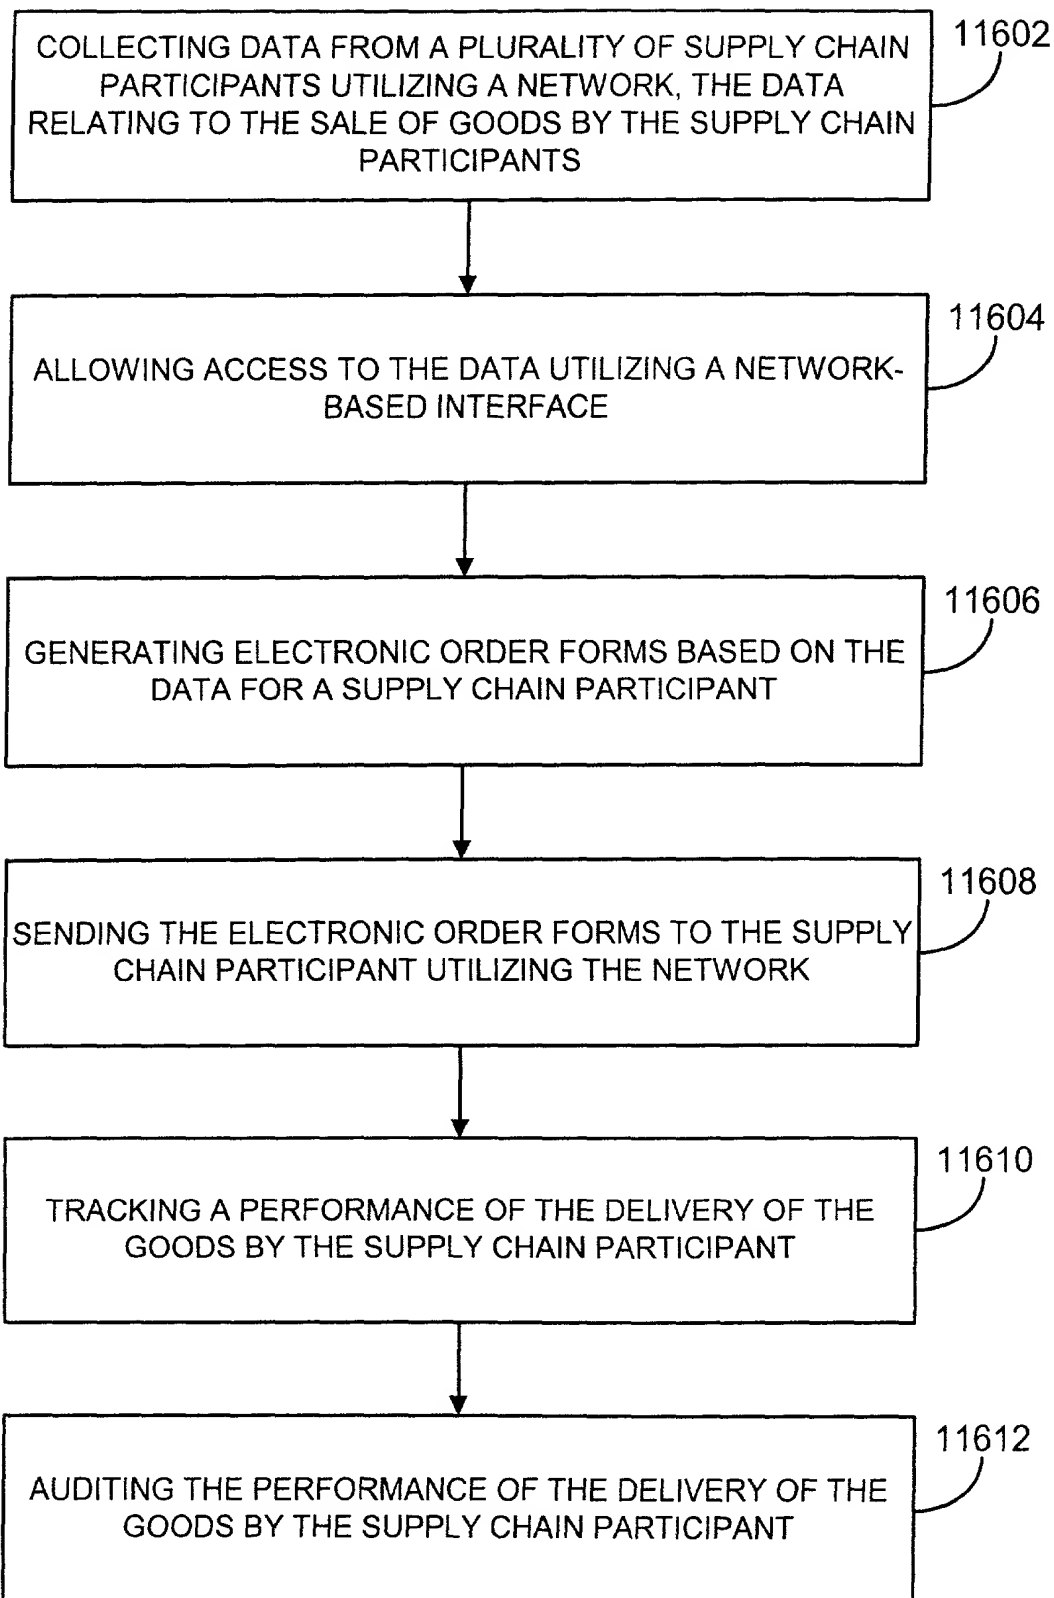 COLLECTING DATA FROM A PLURALITY OF SUPPLY CHAIN
PARTICIPANTS UTILIZING A NETWORK, THE DATA
RELATING TO THE SALE OF GOODS BY THE SUPPLY CHAIN
PARTICIPANTS
11602
ALLOWING ACCESS TO THE DATA UTILIZING A NETWORK-
BASED INTERFACE
11604
GENERATING ELECTRONIC ORDER FORMS BASED ON THE
DATA FOR A SUPPLY CHAIN PARTICIPANT
11606
SENDING THE ELECTRONIC ORDER FORMS TO THE SUPPLY
CHAIN PARTICIPANT UTILIZING THE NETWORK
11608
TRACKING A PERFORMANCE OF THE DELIVERY OF THE
GOODS BY THE SUPPLY CHAIN PARTICIPANT
11610
AUDITING THE PERFORMANCE OF THE DELIVERY OF THE
GOODS BY THE SUPPLY CHAIN PARTICIPANT
11612